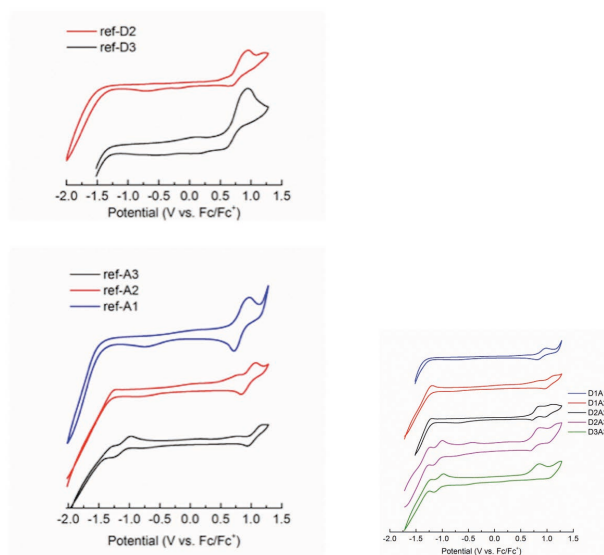 ref-D2
ref-D3
-2.0 -1.5 -1.0 -0.5 0.0 0.5 1.0 1.5
Potential (V vs. Fc/Fc+)
ref-A3
ref-A2
ref-A1
-2.0 -1.5 -1.0 -0.5 0.0 0.5 1.0 1.5
Potential (V vs. Fc/Fc+)
D1A
D1A
D2A
D2A
D3A
-1.5 -1.0 -0.5 0.0 0.5 1.0 1.5
Potential (V vs. Fc/Fc+)